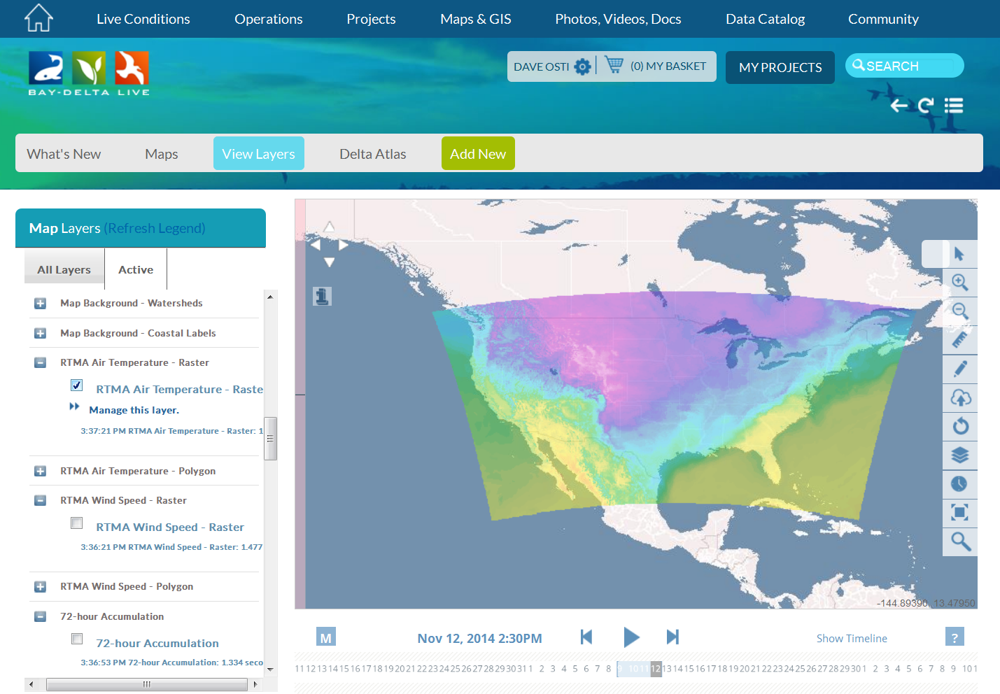 Live Conditions Operations Projects Maps & GIS Photos, Videos, Docs Data Catalog Community
BAY-DELTA LIVE
DAVE OSTI (0) MY BASKET MY PROJECTS SEARCH
What's New Maps View Layers Delta Atlas Add New
Map Layers (Refresh Legend)
All Layers Active
Map Background - Watersheds
Map Background - Coastal Labels
RTMA Air Temperature - Raster
RTMA Air Temperature - Raste
Manage this layer.
3:37:21 PM RTMA Air Temperature - Raster: 1
RTMA Air Temperature - Polygon
RTMA Wind Speed - Raster
RTMA Wind Speed - Raster
3:36:21 PM RTMA Wind Speed - Raster: 1.477
RTMA Wind Speed - Polygon
72-hour Accumulation
72-hour Accumulation
3:36:53 PM 72-hour Accumulation: 1.334 seco
-144.89390, 13.47950
M Nov 12, 2014 2:30PM Show Timeline ?
11 12 13 14 15 16 17 18 19 20 21 22 23 24 25 26 27 28 29 30 31 1 2 3 4 5 6 7 8 9 10 11 12 13 14 15 16 17 18 19 20 21 22 23 24 25 26 27 28 29 30 1 2 3 4 5 6 7 8 9 10 1